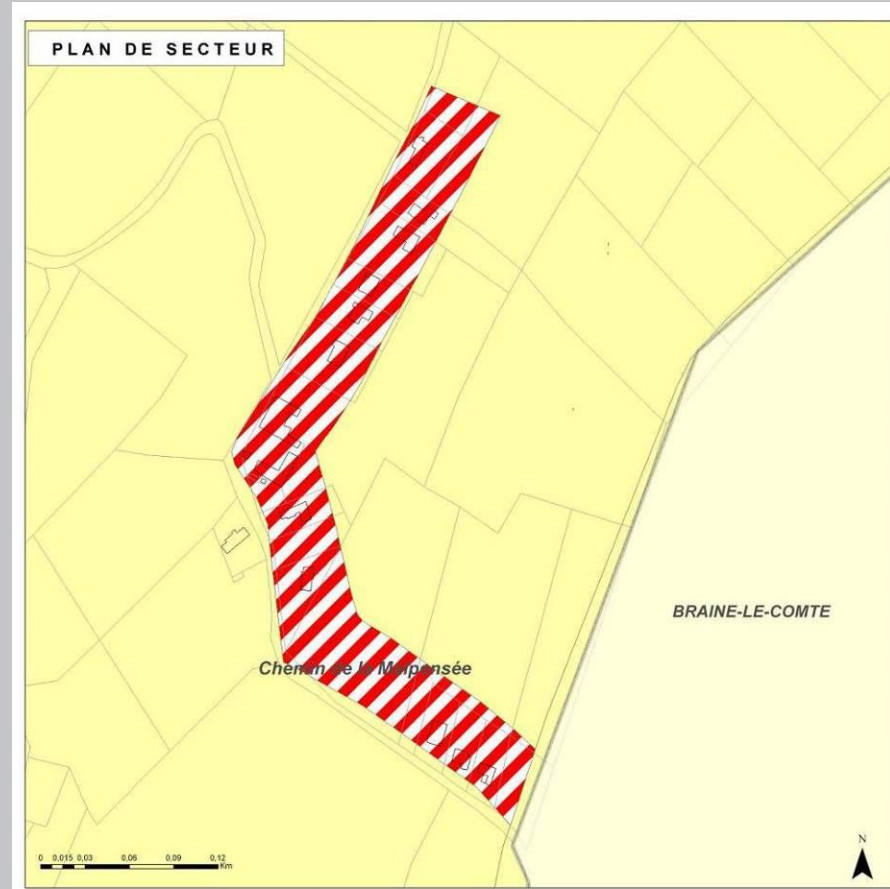 PLAN DE SECTEUR
BRAINE-LE-COMTE
Chemin de la Malpensée
0 0,015 0,03 0,06 0,09 0,12
Km
N